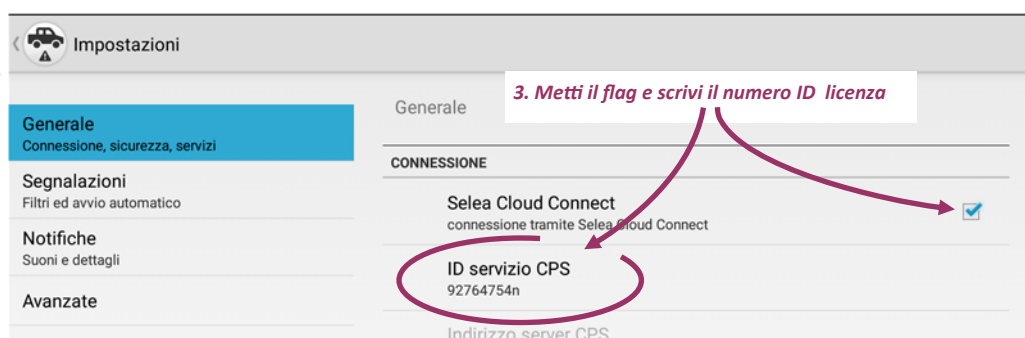 Impostazioni
3. Metti il flag e scrivi il numero ID licenza
Generale
Connessione, sicurezza, servizi
Segnalazioni
Filtri ed avvio automatico
Notifiche
Suoni e dettagli
Avanzate
Generale
CONNESSIONE
Selea Cloud Connect
connessione tramite Selea Cloud Connect
ID servizio CPS
92764754n
Indirizzo server CPS